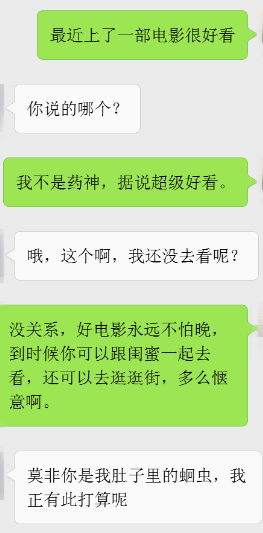 最近上了一部电影很好看
你说的哪个？
我不是药神，据说超级好看。
哦，这个啊，我还没去看呢？
没关系，好电影永远不怕晚，
到时候你可以跟闺蜜一起去
看，还可以去逛逛街，多么惬
意啊。
莫非你是我肚子里的蛔虫，我
正有此打算呢